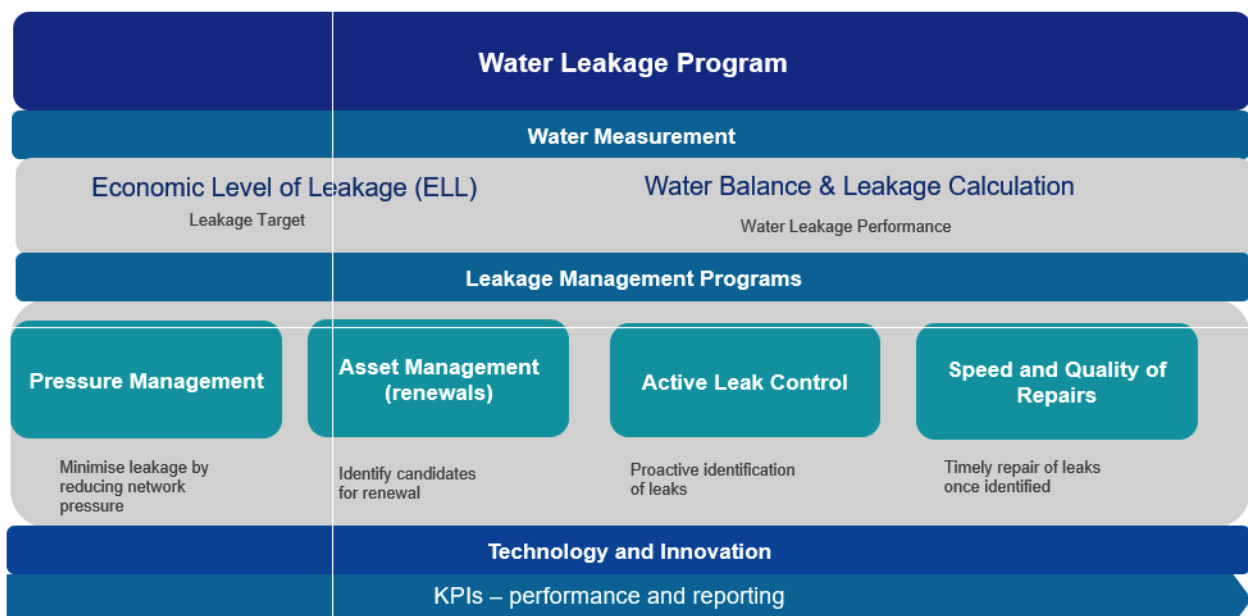 Water Leakage Program
Water Measurement
Economic Level of Leakage (ELL)
Leakage Target
Water Balance & Leakage Calculation
Water Leakage Performance
Leakage Management Programs
Pressure Management
Minimise leakage by
reducing network
pressure
Asset Management
(renewals)
Identify candidates
for renewal
Active Leak Control
Proactive identification
of leaks
Speed and Quality of
Repairs
Timely repair of leaks
once identified
Technology and Innovation
KPIs – performance and reporting